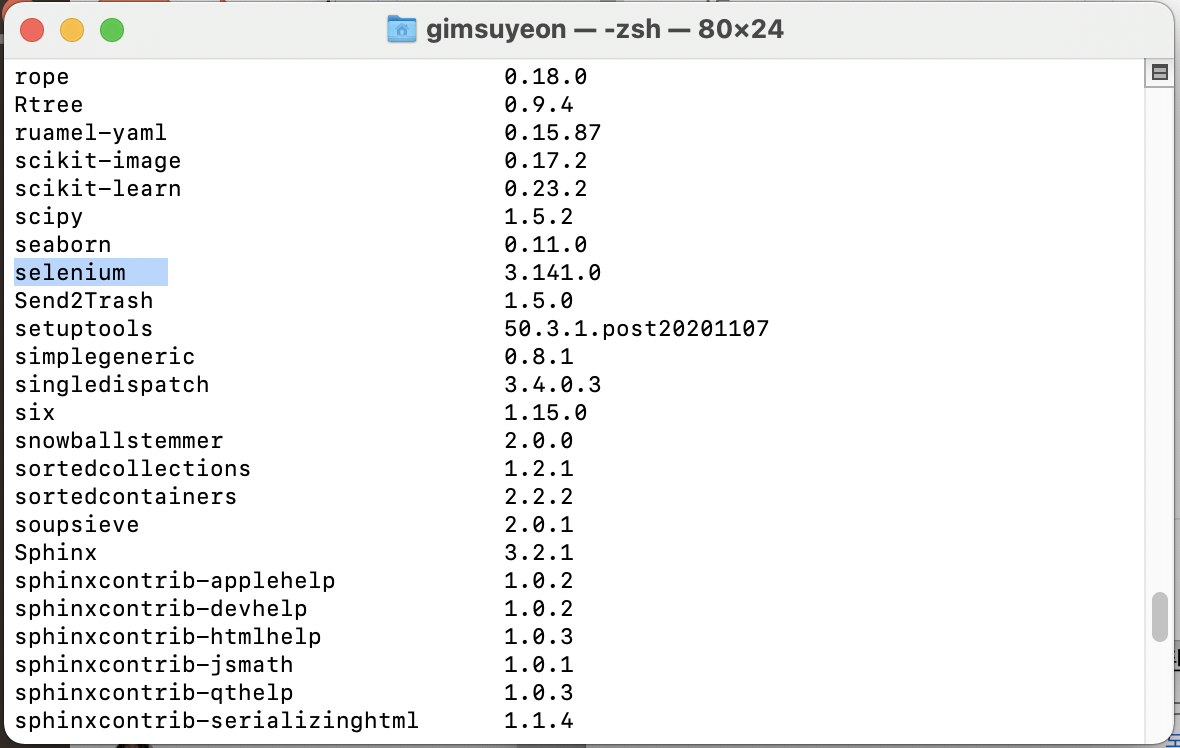 gimsuyeon — -zsh — 80×24
rope 0.18.0
Rtree 0.9.4
ruamel-yaml 0.15.87
scikit-image 0.17.2
scikit-learn 0.23.2
scipy 1.5.2
seaborn 0.11.0
selenium 3.141.0
Send2Trash 1.5.0
setuptools 50.3.1.post20201107
simplegeneric 0.8.1
singledispatch 3.4.0.3
six 1.15.0
snowballstemmer 2.0.0
sortedcollections 1.2.1
sortedcontainers 2.2.2
soupsieve 2.0.1
Sphinx 3.2.1
sphinxcontrib-applehelp 1.0.2
sphinxcontrib-devhelp 1.0.2
sphinxcontrib-htmlhelp 1.0.3
sphinxcontrib-jsmath 1.0.1
sphinxcontrib-qthelp 1.0.3
sphinxcontrib-serializinghtml 1.1.4